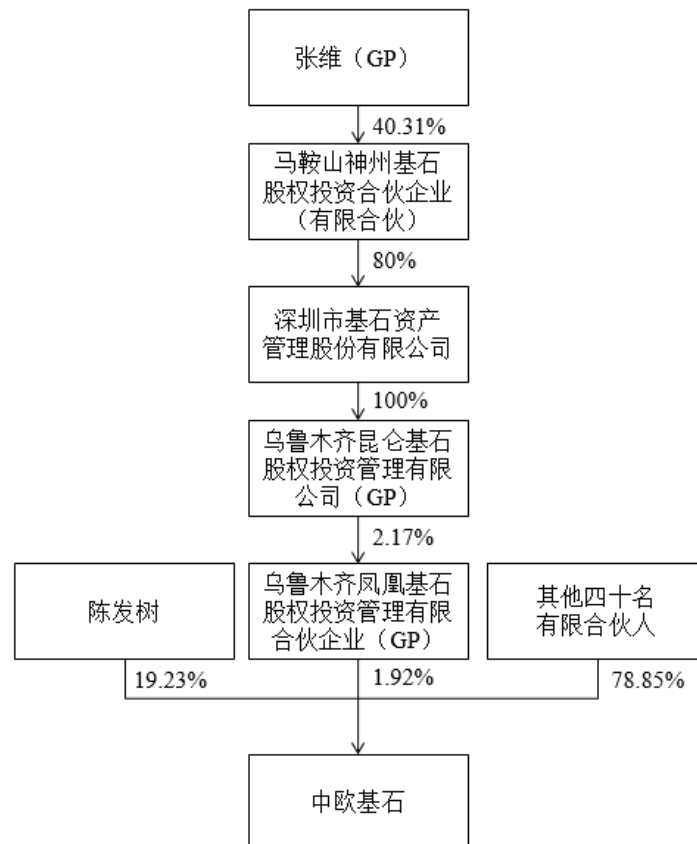 张维（GP）
40.31%
马鞍山神州基石
股权投资合伙企业
（有限合伙）
80%
深圳市基石资产
管理股份有限公司
100%
乌鲁木齐昆仑基石
股权投资管理有限
公司（GP）
2.17%
陈发树
乌鲁木齐凤凰基石
股权投资管理有限
合伙企业（GP）
其他四十名
有限合伙人
19.23%
1.92%
78.85%
中欧基石